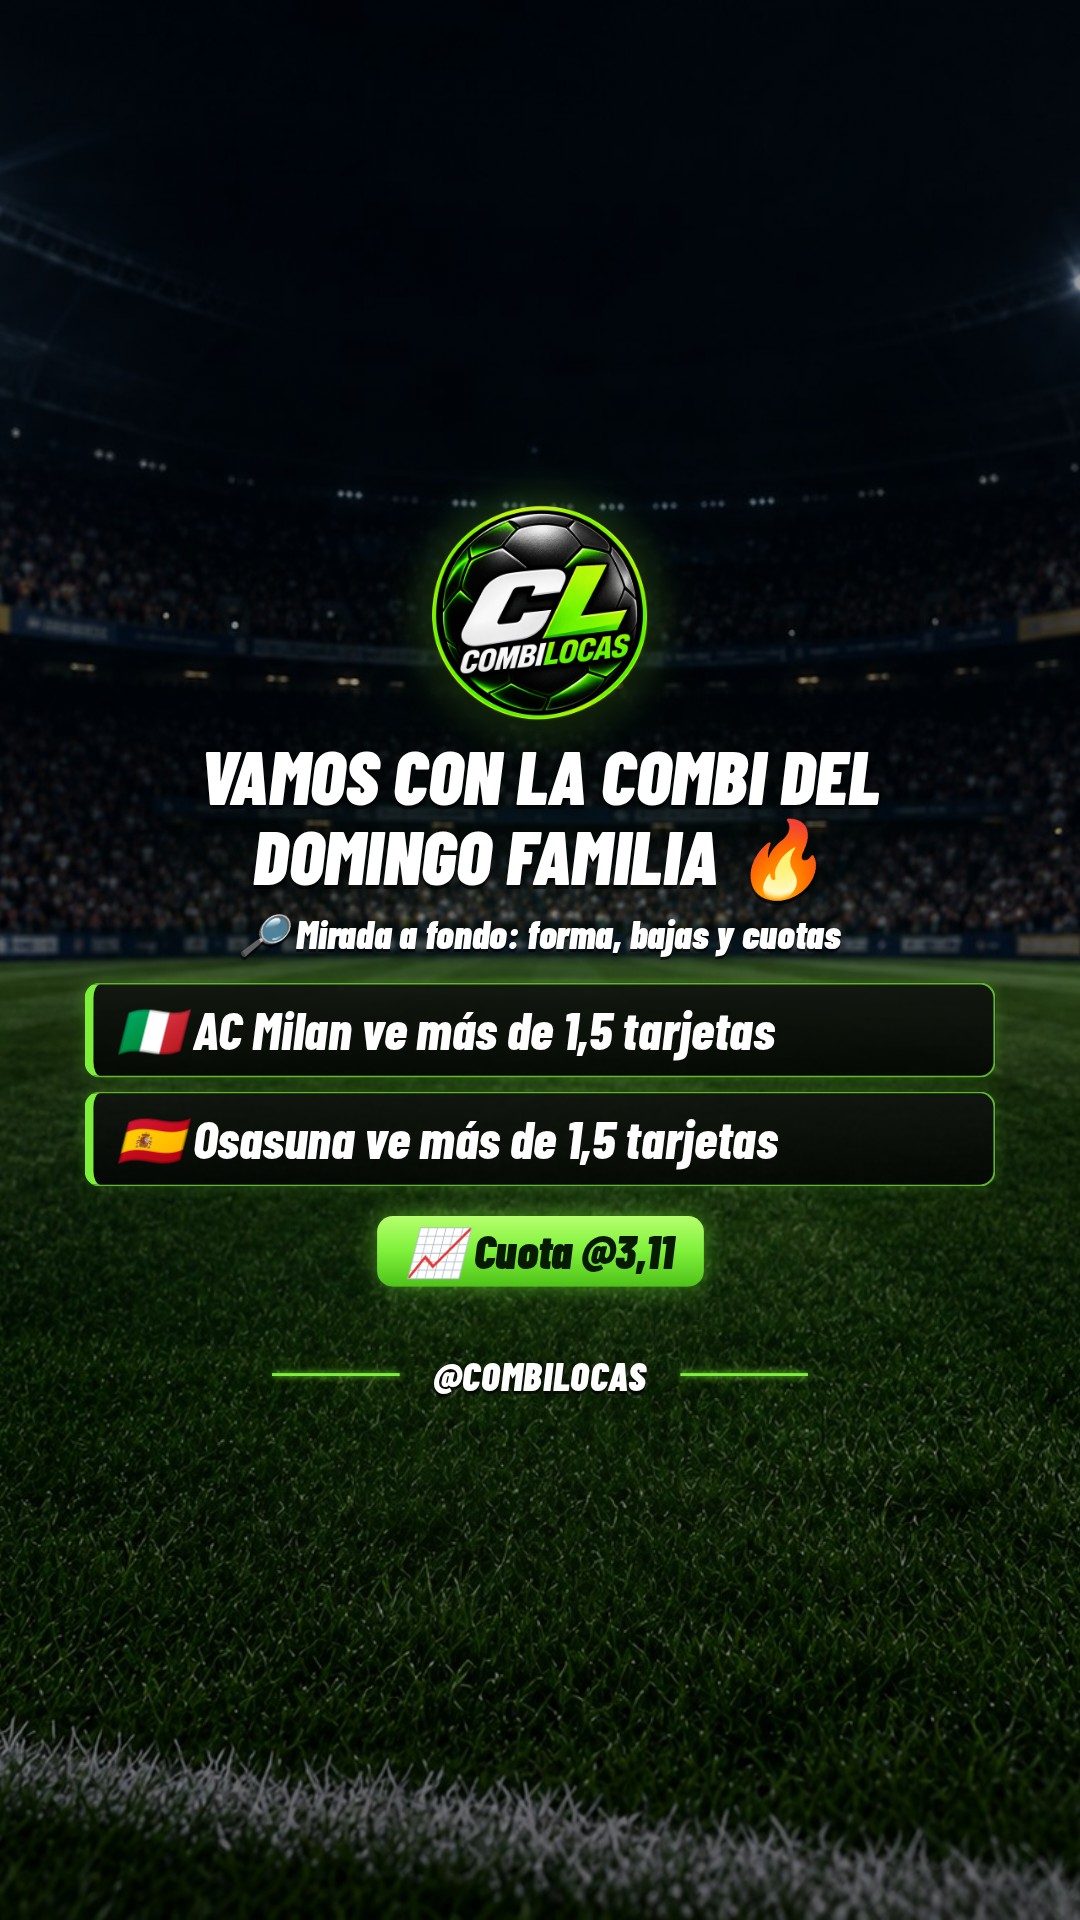 CL
COMBILOCAS
VAMOS CON LA COMBI DEL
DOMINGO FAMILIA 🔥
🔎 Mirada a fondo: forma, bajas y cuotas
🇮🇹 AC Milan ve más de 1,5 tarjetas
🇪🇸 Osasuna ve más de 1,5 tarjetas
📈 Cuota @3,11
@COMBILOCAS